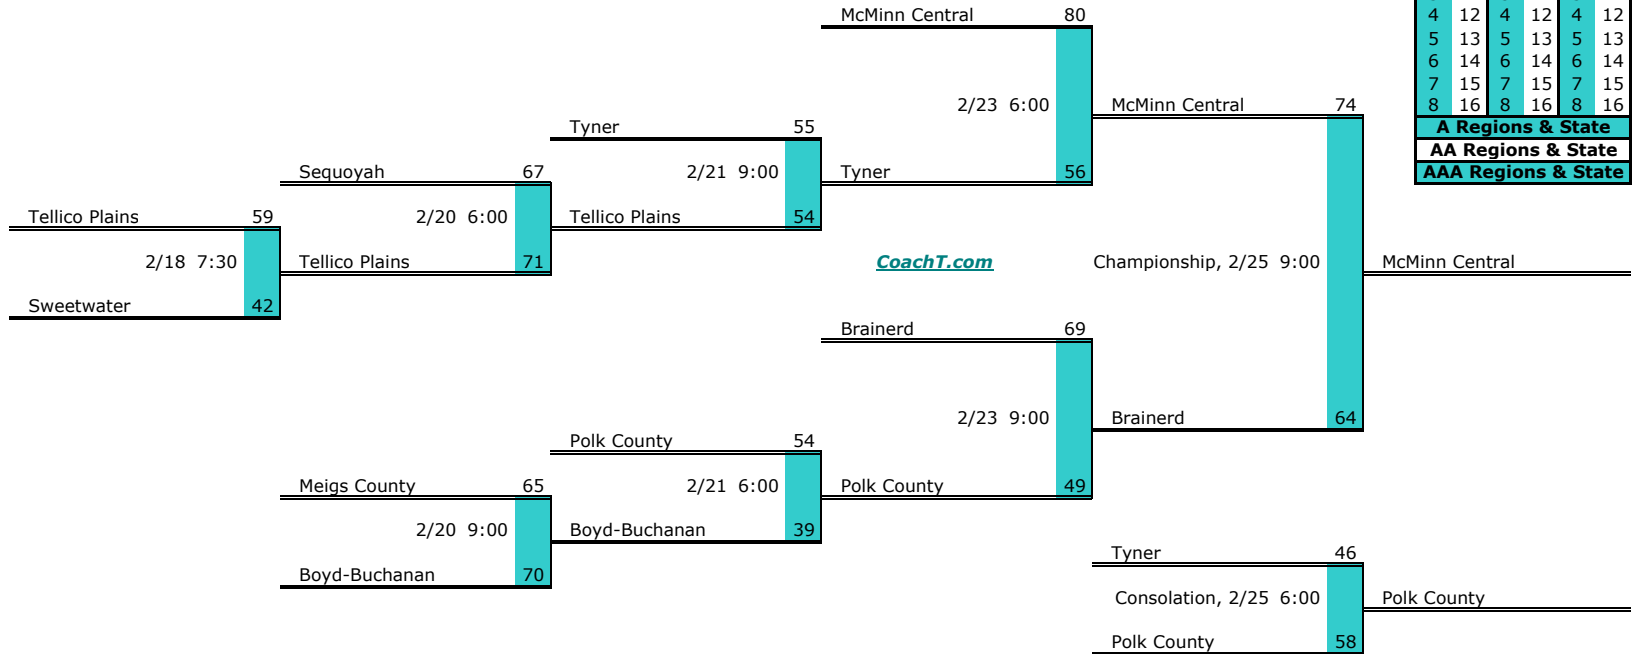 McMinn Central 80
4 12 4 12 4 12
5 13 5 13 5 13
6 14 6 14 6 14
7 15 7 15 7 15
2/23 6:00 McMinn Central 74
8 16 8 16 8 16
Tyner 55
A Regions & State
AA Regions & State
Sequoyah 67
2/21 9:00 Tyner 56
AAA Regions & State
Tellico Plains 59
2/20 6:00 Tellico Plains 54
2/18 7:30 Tellico Plains 71
CoachT.com
Championship, 2/25 9:00 McMinn Central
Sweetwater 42
Brainerd 69
2/23 9:00 Brainerd 64
Polk County 54
Meigs County 65
2/21 6:00 Polk County 49
2/20 9:00 Boyd-Buchanan 39
Tyner 46
Boyd-Buchanan 70
Consolation, 2/25 6:00 Polk County
Polk County 58